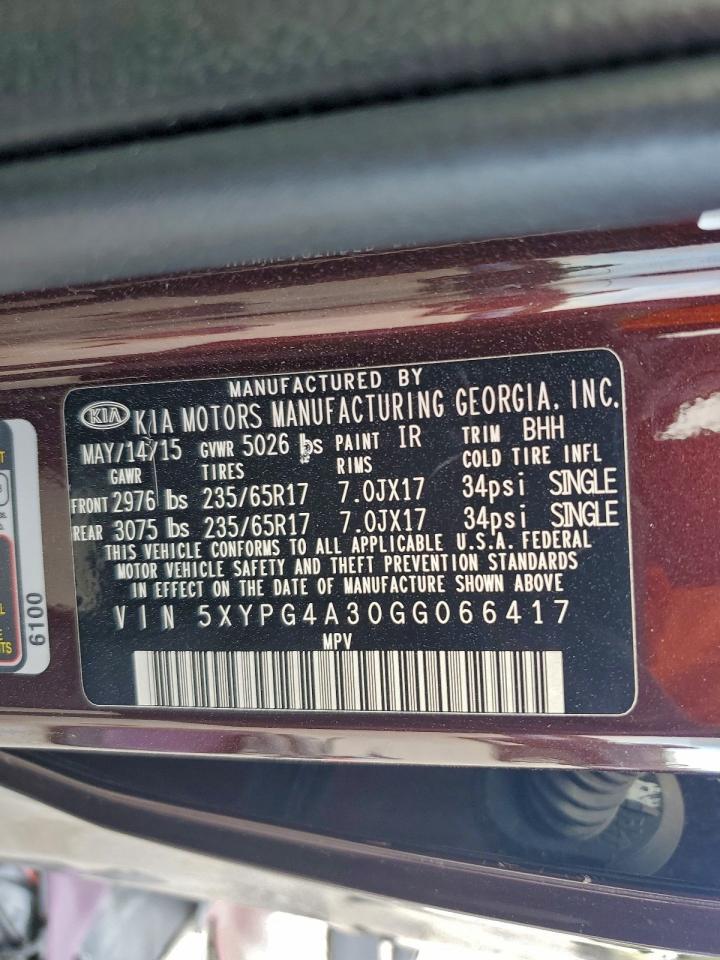 MANUFACTURED BY
KIA KIA MOTORS MANUFACTURING GEORGIA, INC.
MAY/14/15 GVWR 5026 lbs PAINT IR TRIM BHH
GAWR TIRES RIMS COLD TIRE INFL
FRONT 2976 lbs 235/65R17 7.0JX17 34psi SINGLE
REAR 3075 lbs 235/65R17 7.0JX17 34psi SINGLE
THIS VEHICLE CONFORMS TO ALL APPLICABLE U.S.A. FEDERAL
MOTOR VEHICLE SAFETY AND THEFT PREVENTION STANDARDS
IN EFFECT ON THE DATE OF MANUFACTURE SHOWN ABOVE
VIN 5XYPG4A30GG066417
MPV
6100